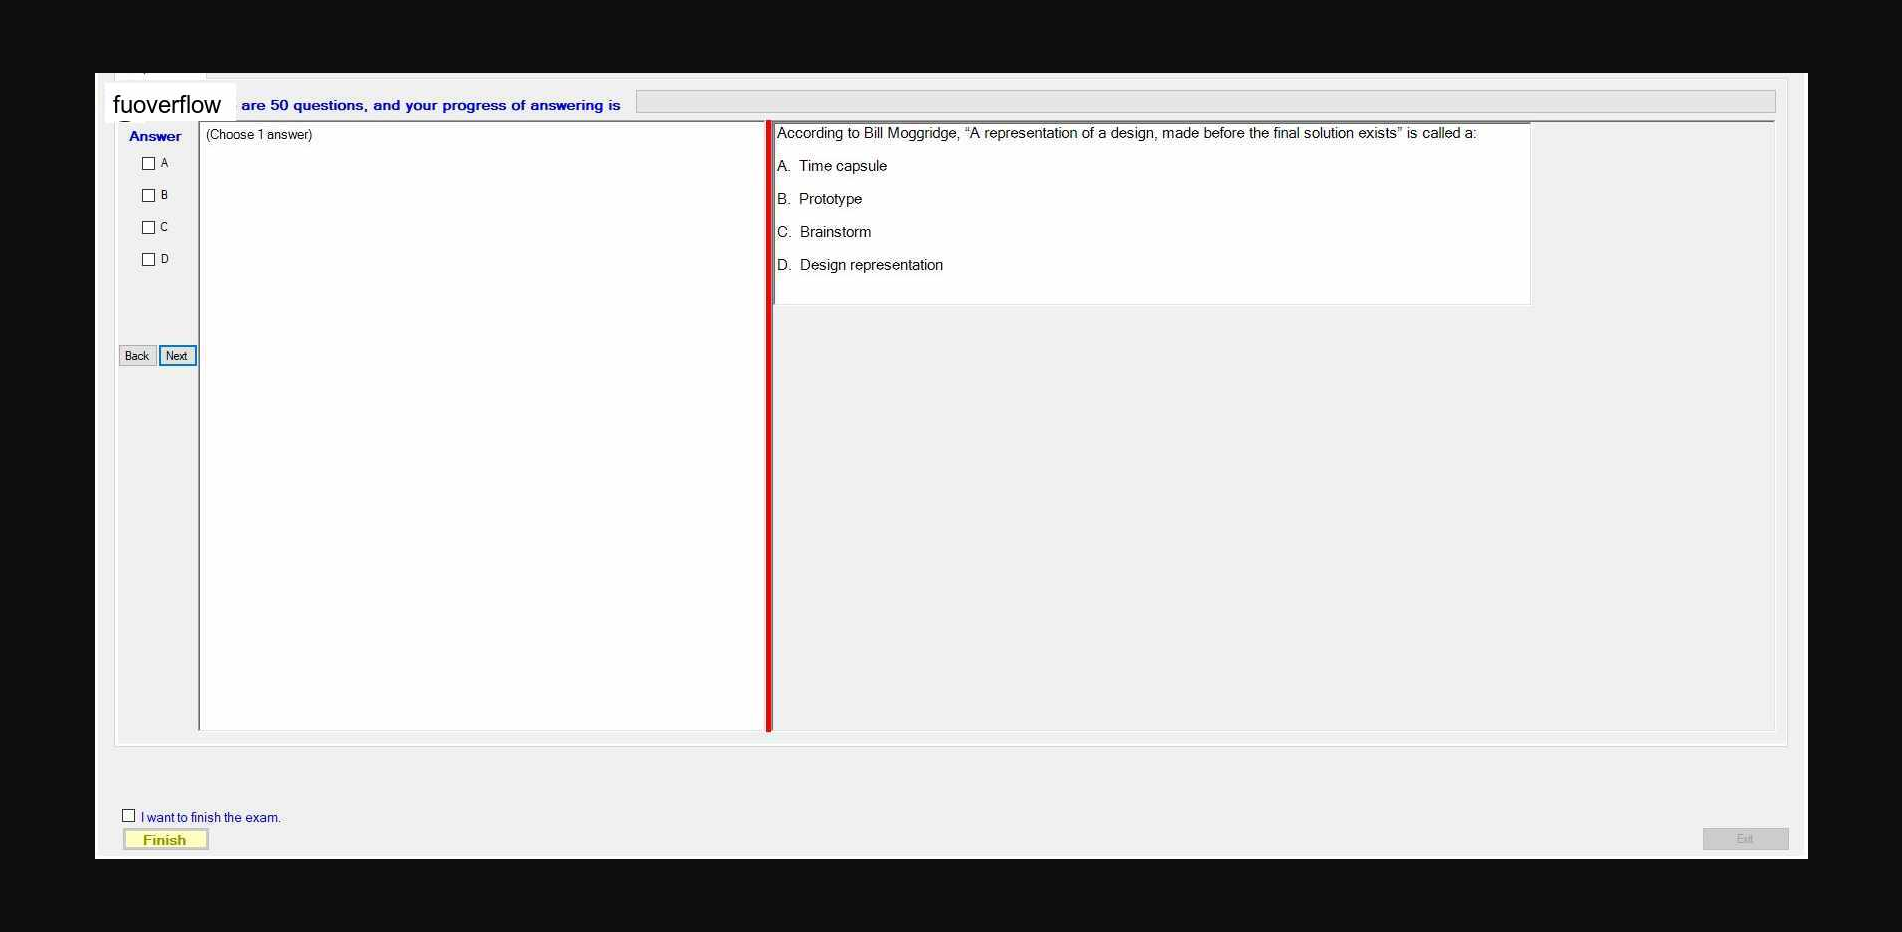 fuoverflow are 50 questions, and your progress of answering is
Answer
(Choose 1 answer)
A
B
C
D
Back Next
According to Bill Moggridge, “A representation of a design, made before the final solution exists” is called a:
A. Time capsule
B. Prototype
C. Brainstorm
D. Design representation
I want to finish the exam.
Finish
Exit